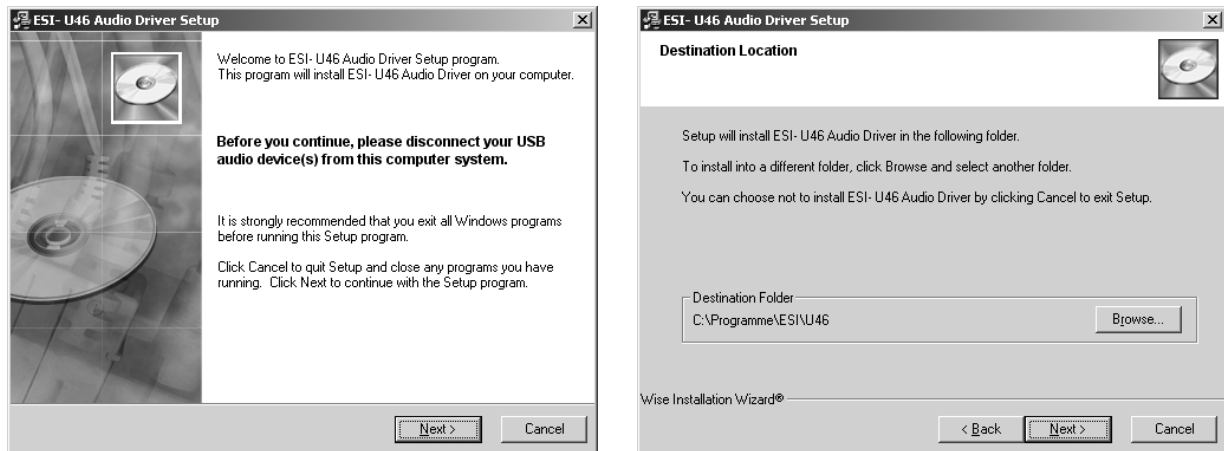 ESI- U46 Audio Driver Setup
Welcome to ESI- U46 Audio Driver Setup program.
This program will install ESI- U46 Audio Driver on your computer.
Before you continue, please disconnect your USB
audio device(s) from this computer system.
It is strongly recommended that you exit all Windows programs
before running this Setup program.
Click Cancel to quit Setup and close any programs you have
running.  Click Next to continue with the Setup program.
Next >
Cancel
ESI- U46 Audio Driver Setup
Destination Location
Setup will install ESI- U46 Audio Driver in the following folder.
To install into a different folder, click Browse and select another folder.
You can choose not to install ESI- U46 Audio Driver by clicking Cancel to exit Setup.
Destination Folder
C:\Programme\ESI\U46
Browse...
Wise Installation Wizard®
< Back
Next >
Cancel